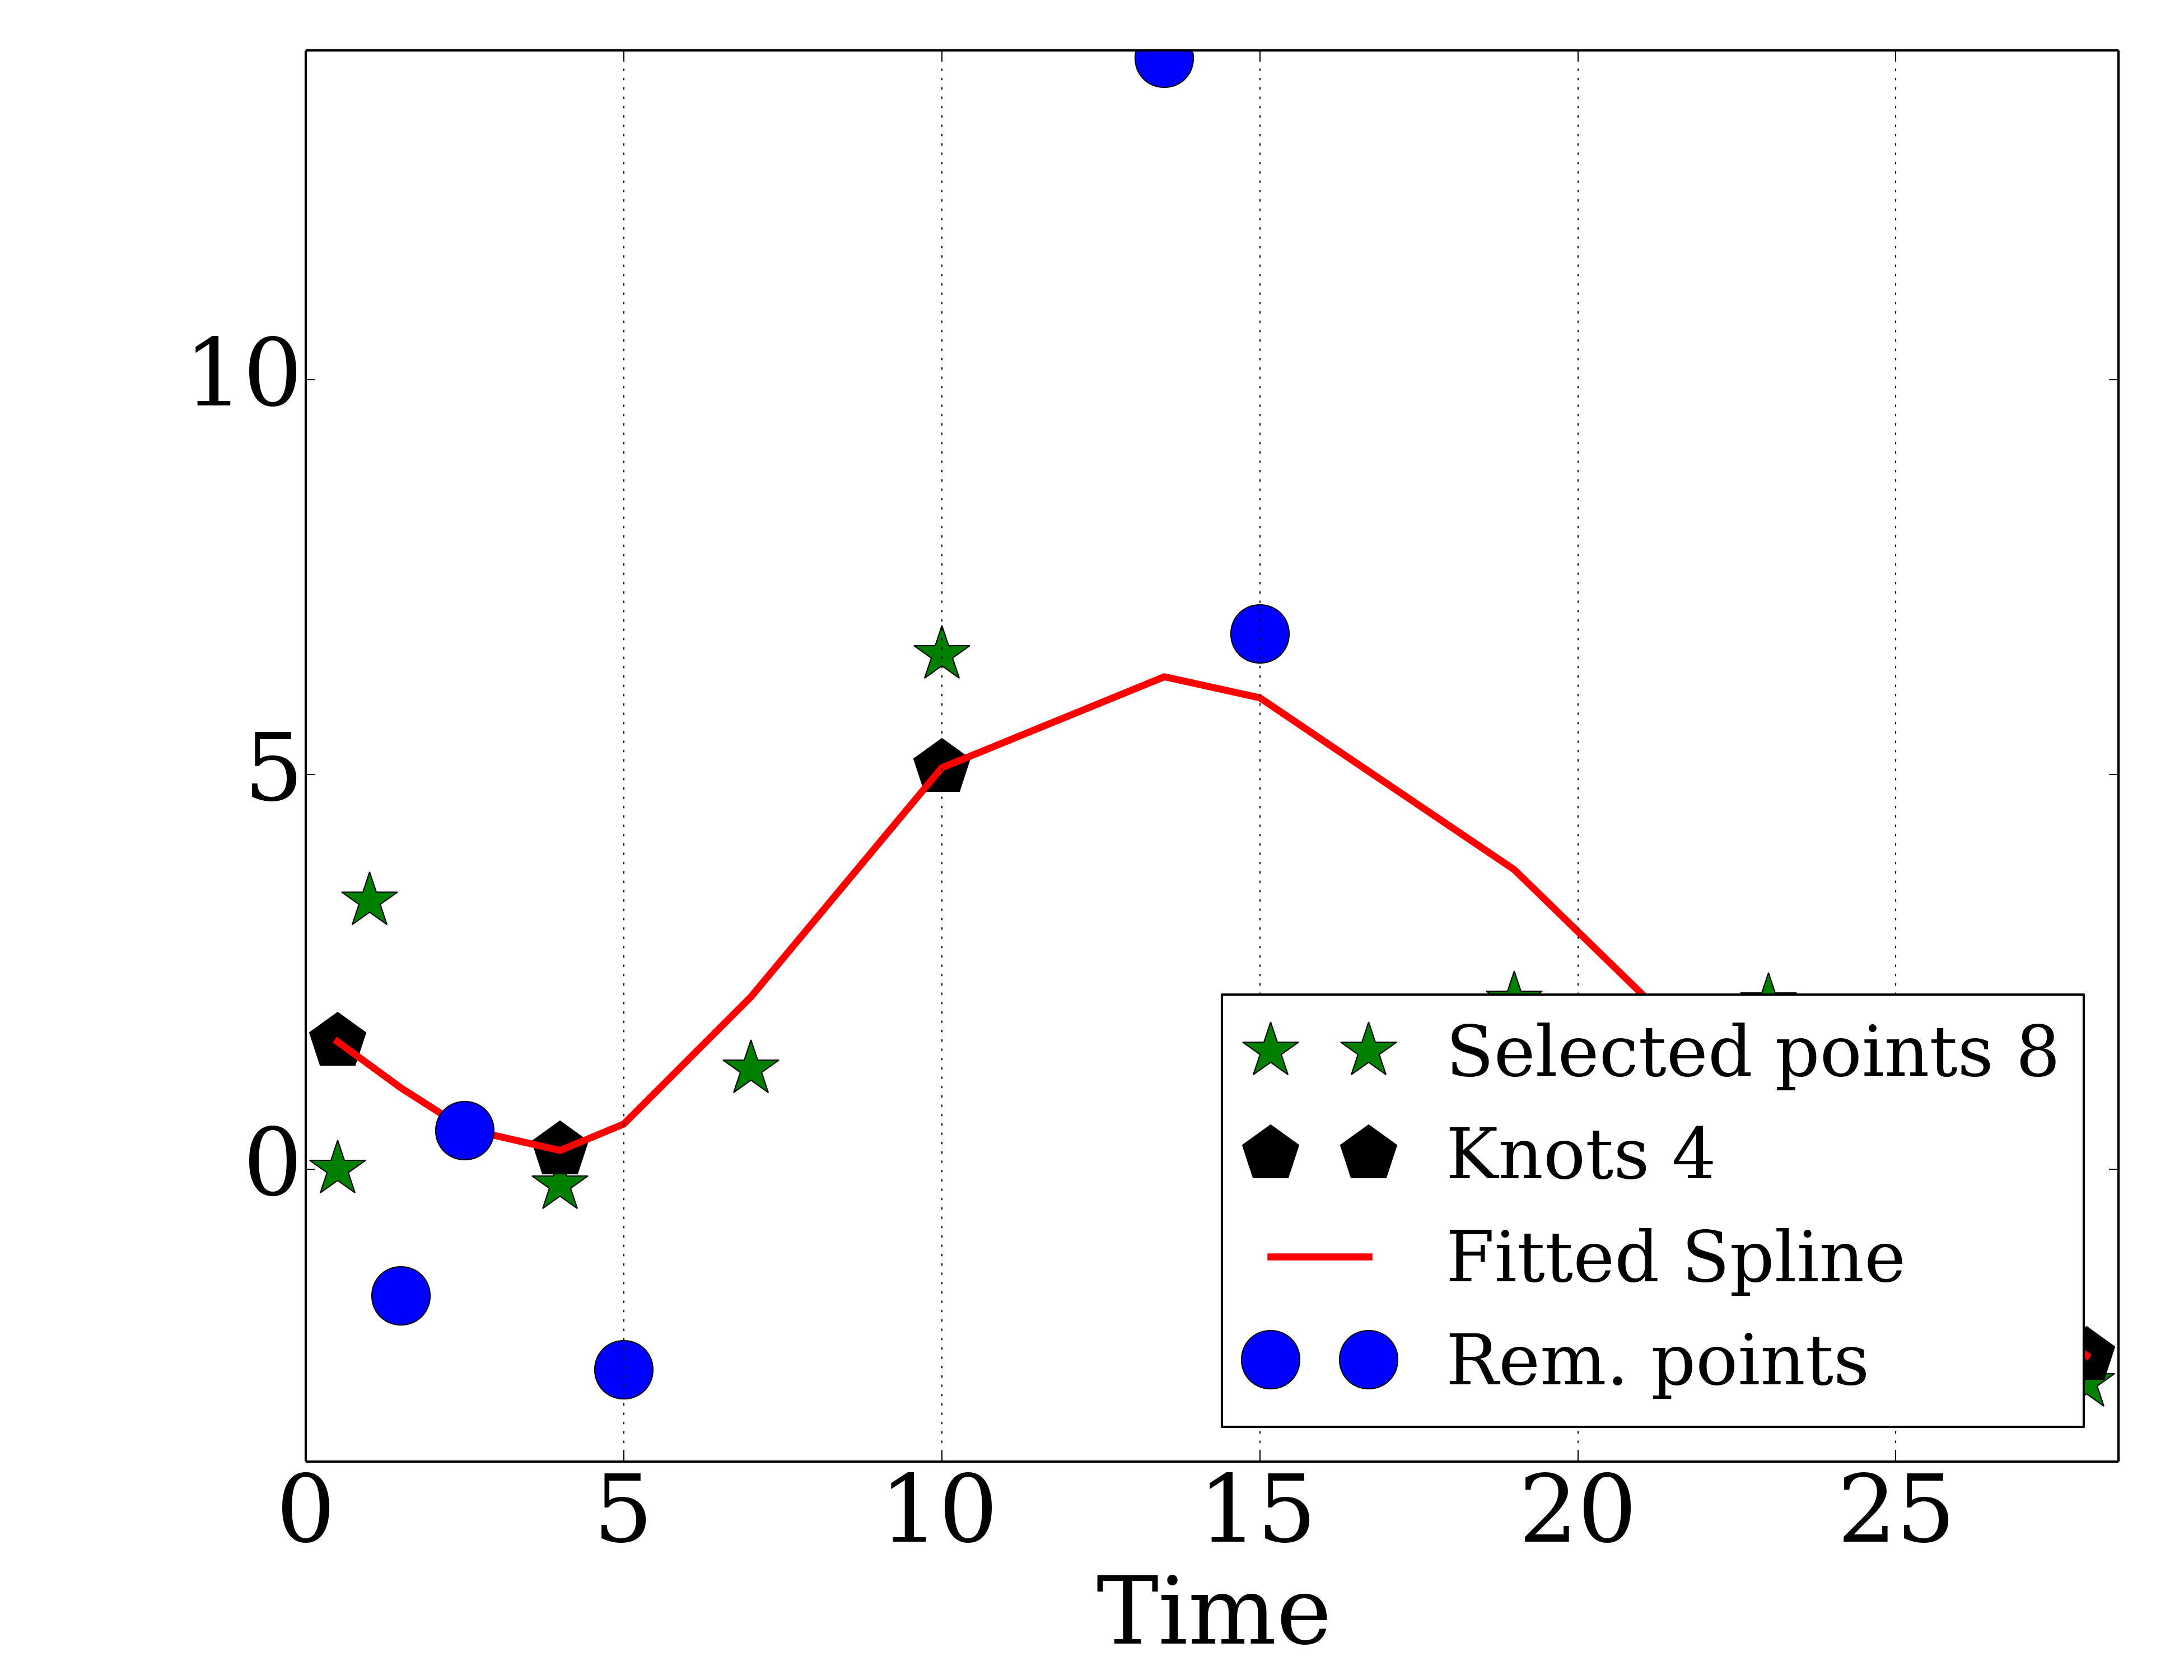 10
5
0
Selected points 8
Knots 4
Fitted Spline
Rem. points
0 5 10 15 20 25
Time